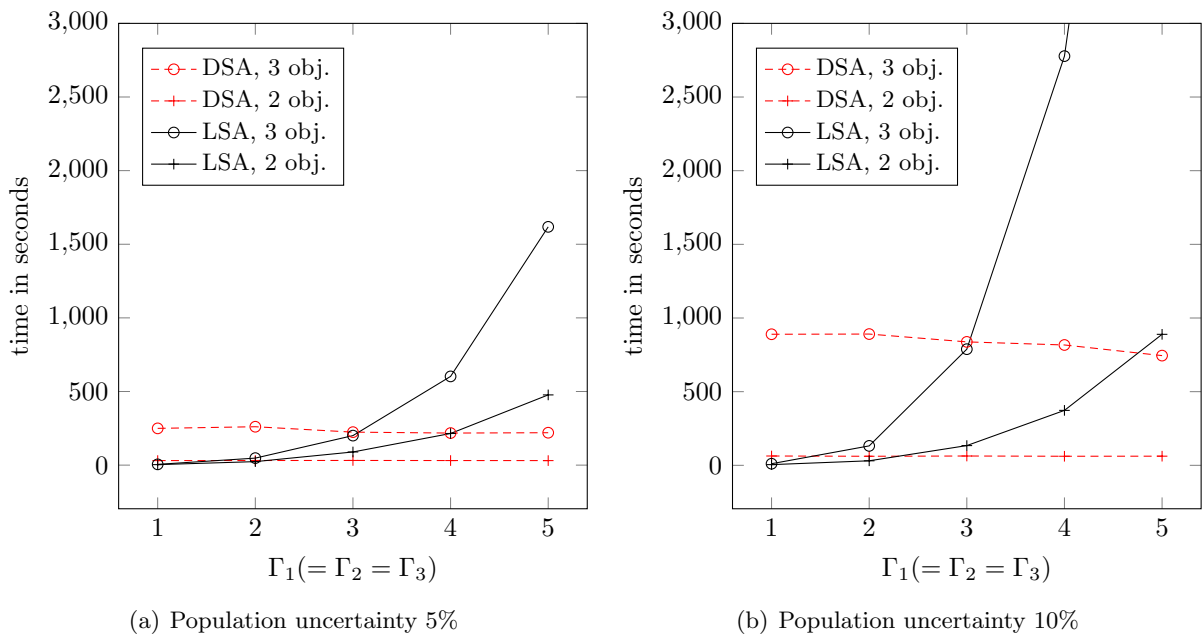 3,000
2,500
2,000
1,500
1,000
500
0
time in seconds
DSA, 3 obj.
DSA, 2 obj.
LSA, 3 obj.
LSA, 2 obj.
1 2 3 4 5
Γ₁(= Γ₂ = Γ₃)
(a) Population uncertainty 5%
3,000
2,500
2,000
1,500
1,000
500
0
time in seconds
DSA, 3 obj.
DSA, 2 obj.
LSA, 3 obj.
LSA, 2 obj.
1 2 3 4 5
Γ₁(= Γ₂ = Γ₃)
(b) Population uncertainty 10%